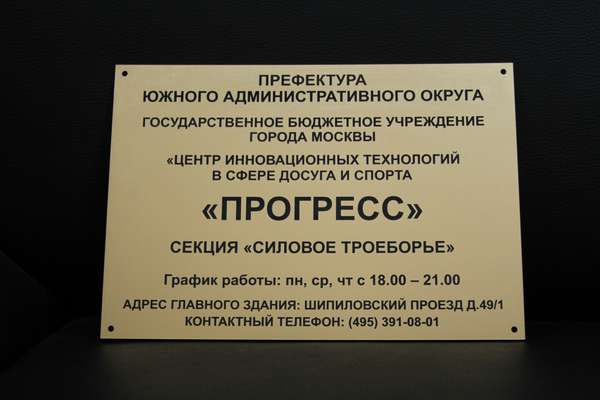 ПРЕФЕКТУРА
ЮЖНОГО АДМИНИСТРАТИВНОГО ОКРУГА
ГОСУДАРСТВЕННОЕ БЮДЖЕТНОЕ УЧРЕЖДЕНИЕ
ГОРОДА МОСКВЫ
«ЦЕНТР ИННОВАЦИОННЫХ ТЕХНОЛОГИЙ
В СФЕРЕ ДОСУГА И СПОРТА
«ПРОГРЕСС»
СЕКЦИЯ «СИЛОВОЕ ТРОЕБОРЬЕ»
График работы: пн, ср, чт с 18.00 – 21.00
АДРЕС ГЛАВНОГО ЗДАНИЯ: ШИПИЛОВСКИЙ ПРОЕЗД Д.49/1
КОНТАКТНЫЙ ТЕЛЕФОН: (495) 391-08-01